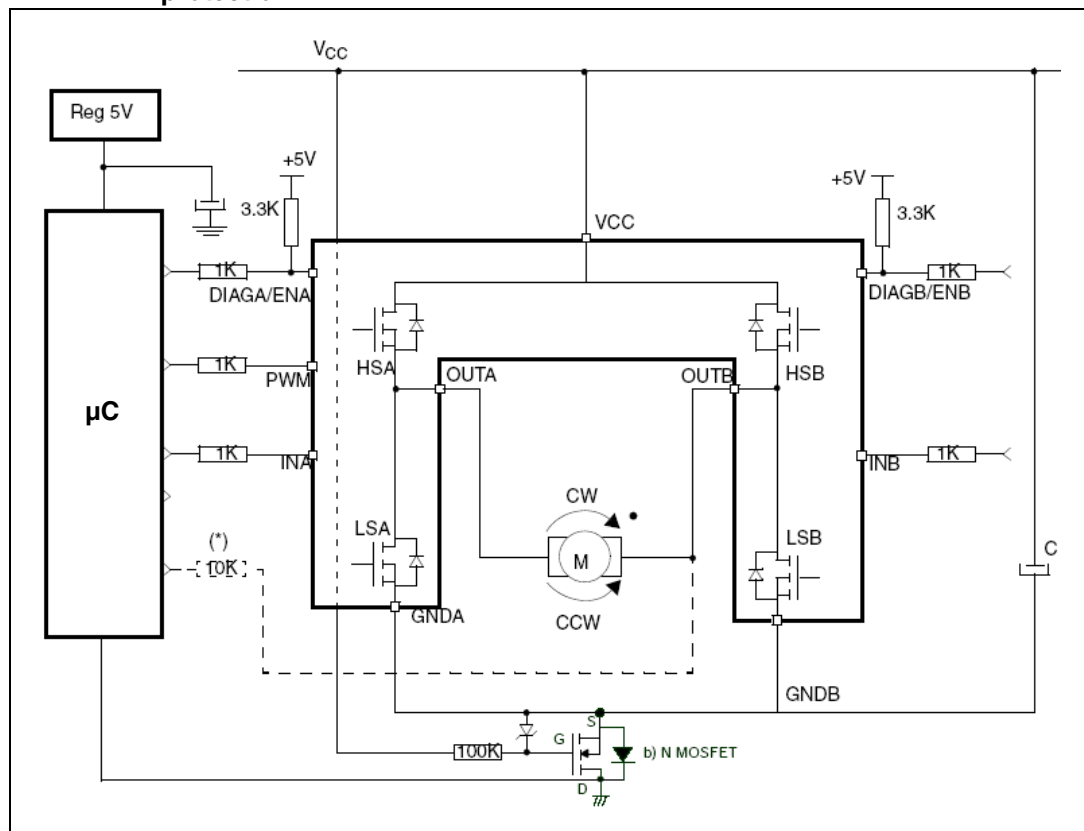 VCC
Reg 5V
+5V
3.3K
+5V
3.3K
VCC
1K
DIAGA/ENA
1K
DIAGB/ENB
HSA
HSB
1K
PWM
OUTA
OUTB
µC
1K
INA
1K
INB
CW
LSA
LSB
M
(*)
10K
C
CCW
GNDA
GNDB
S
G
100K
b) N MOSFET
D